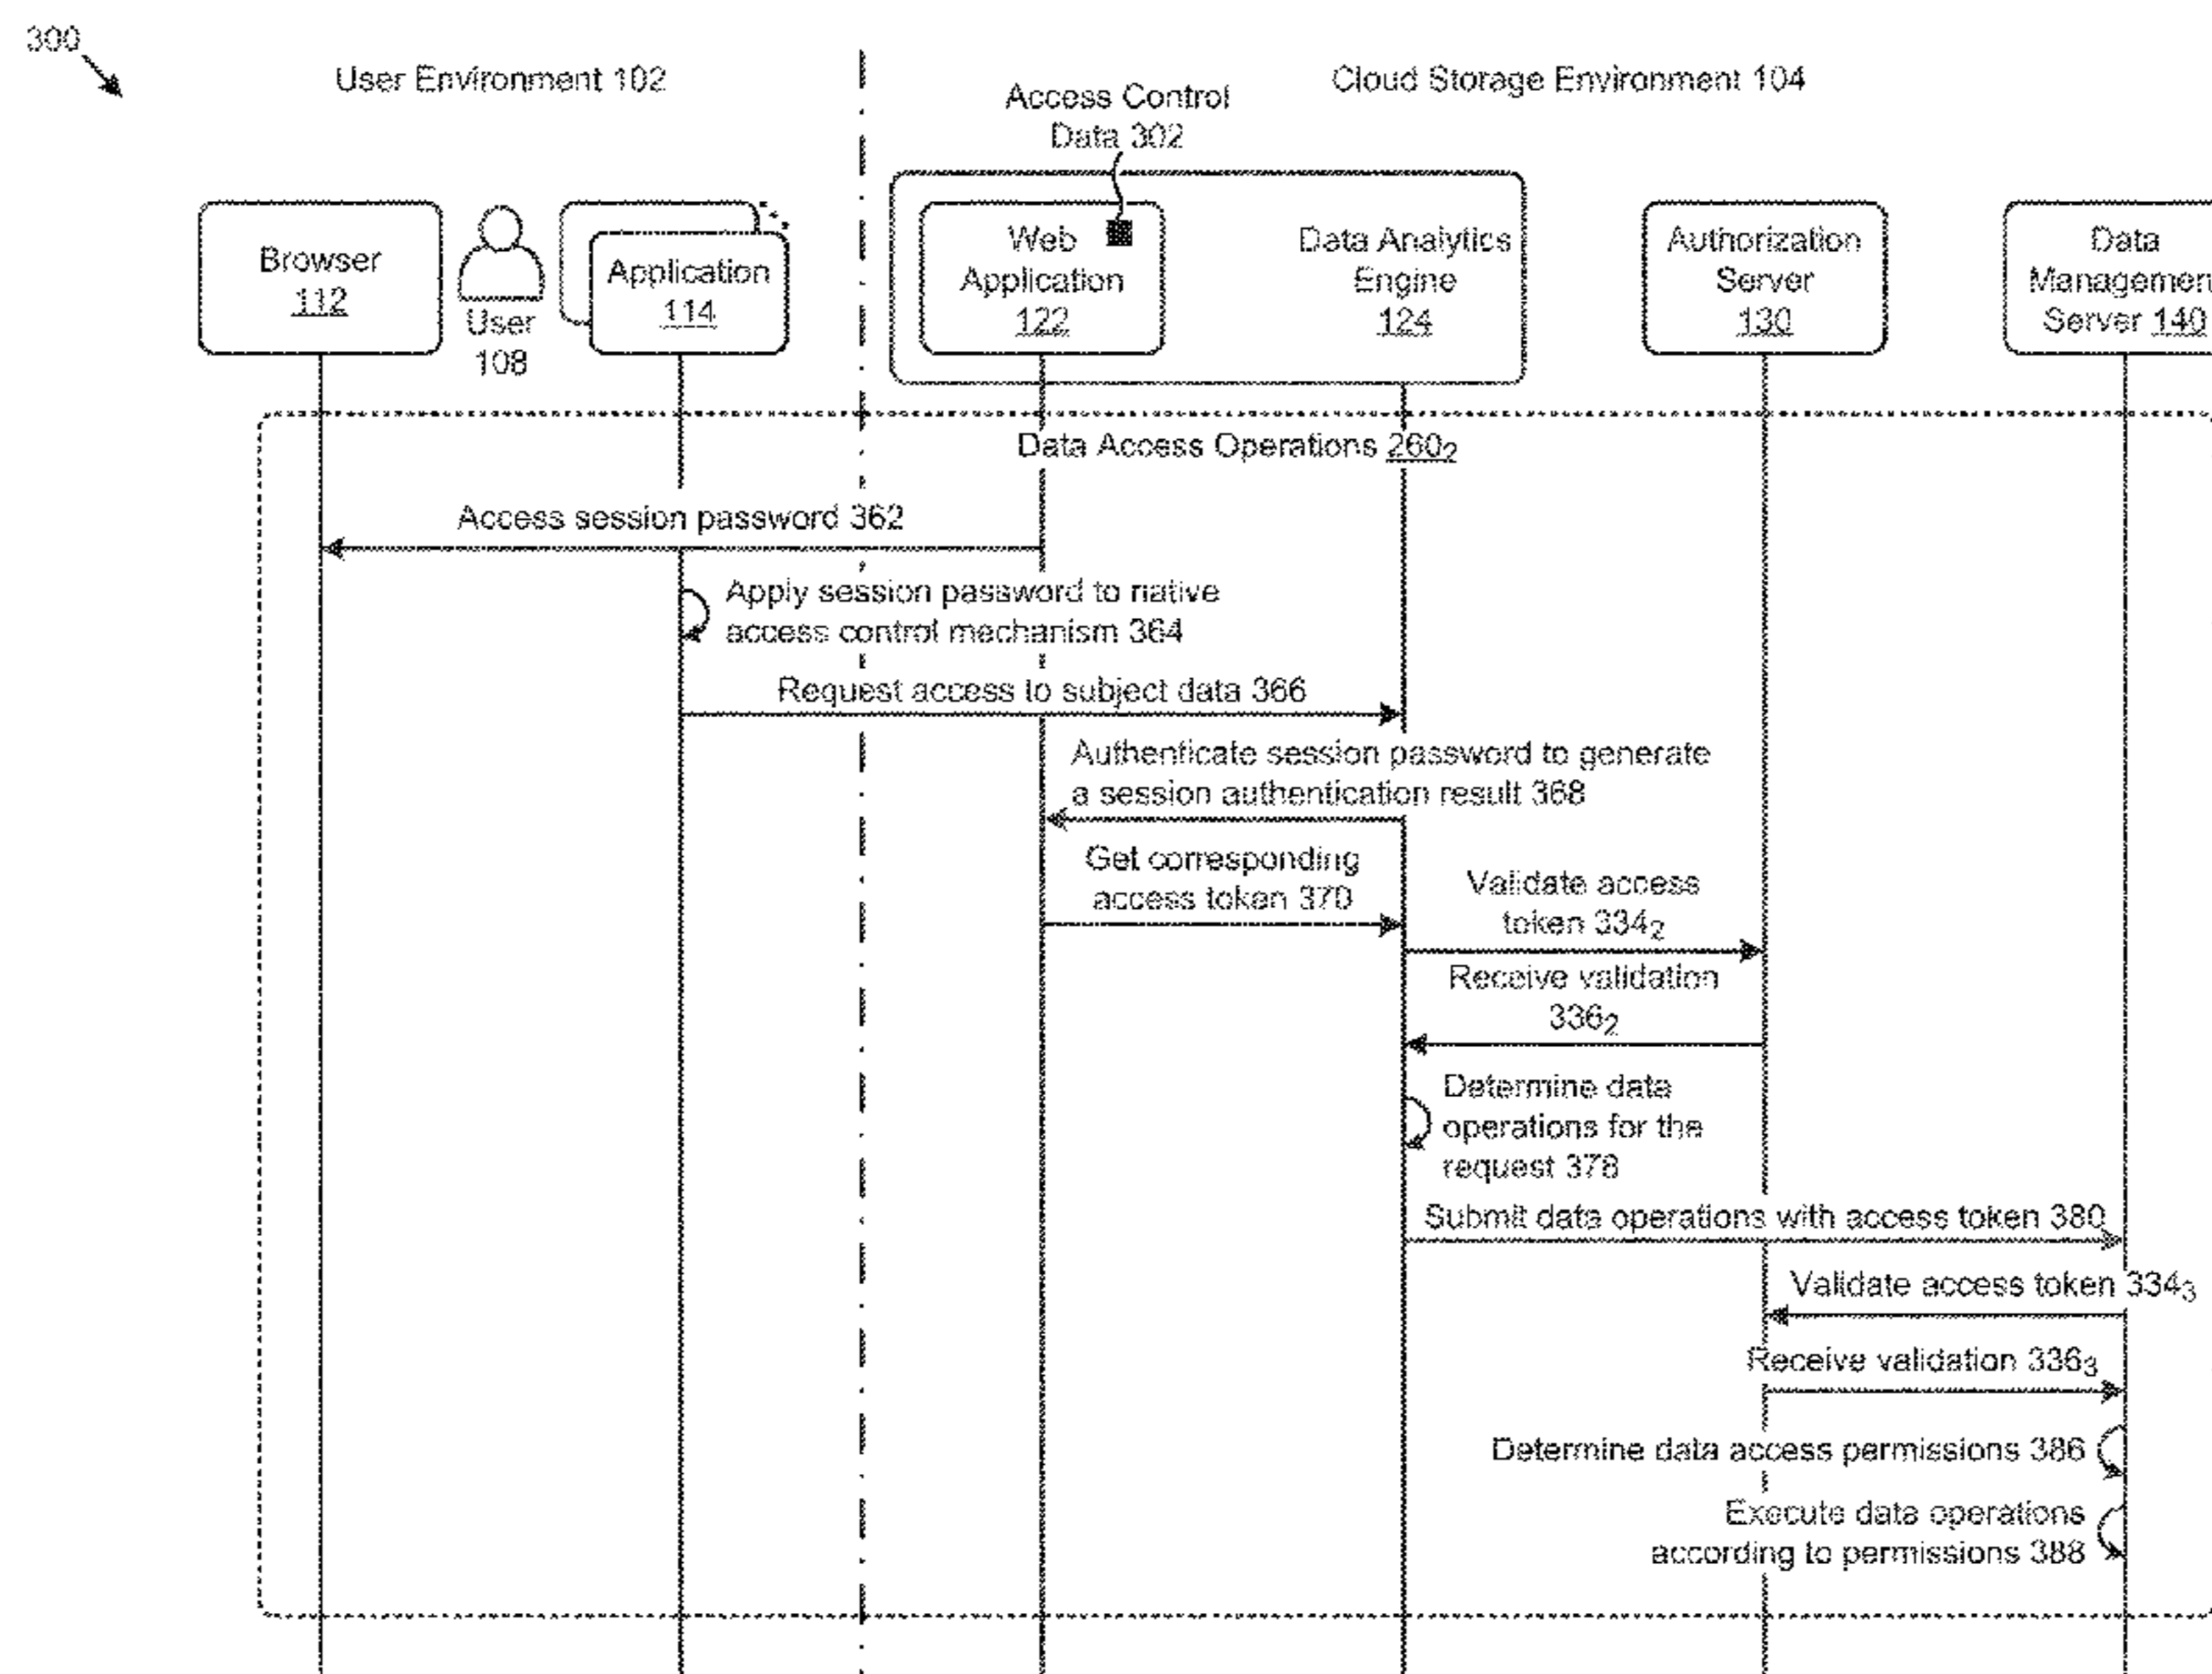 300
User Environment 102
Cloud Storage Environment 104
Access Control
Data 302
Browser
112
User
108
Application
114
Web
Application
122
Data Analytics
Engine
124
Authorization
Server
130
Data
Managemen
Server 140
Data Access Operations 260₂
Access session password 362
Apply session password to native
access control mechanism 364
Request access to subject data 366
Authenticate session password to generate
a session authentication result 368
Get corresponding
access token 370
Validate access
token 334₂
Receive validation
336₂
Determine data
operations for the
request 378
Submit data operations with access token 380
Validate access token 334₃
Receive validation 336₃
Determine data access permissions 386
Execute data operations
according to permissions 388